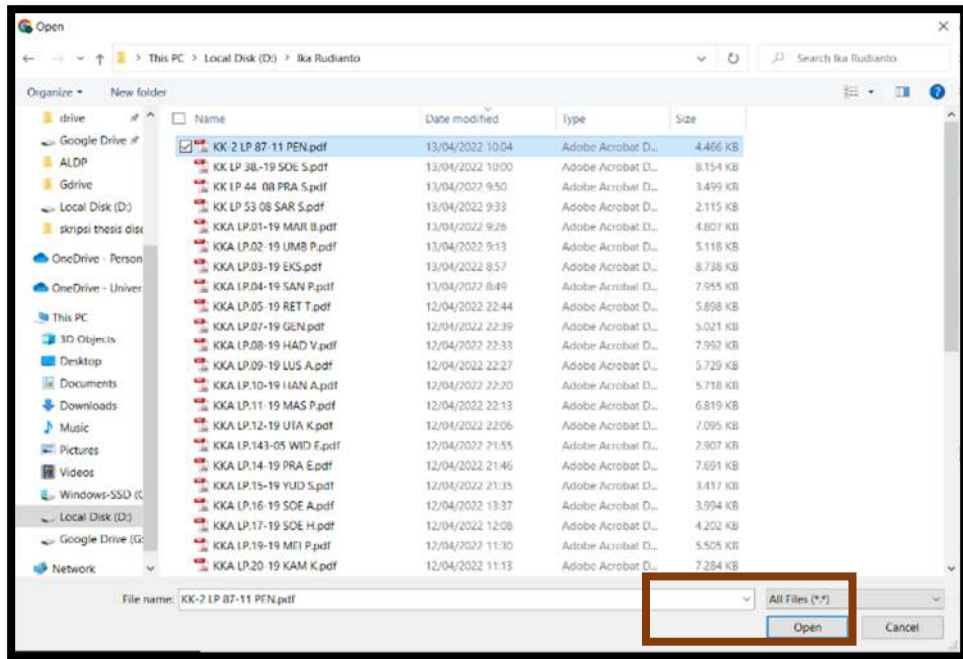 Open
This PC > Local Disk (D:) > Ika Rudianto
Search Ika Rudianto
Organize
New folder
Name Date modified Type Size
drive
Google Drive
ALDP
Gdrive
Local Disk (D:)
skripsi thesis dise
OneDrive - Person
OneDrive - Univer
This PC
3D Objects
Desktop
Documents
Downloads
Music
Pictures
Videos
Windows-SSD (C
Local Disk (D:)
Google Drive (G:
Network
KK-2 LP 87-11 PEN.pdf 13/04/2022 10:04 Adobe Acrobat D... 4.466 KB
KK LP 38.-19 SOE S.pdf 13/04/2022 10:00 Adobe Acrobat D... 8.154 KB
KK LP 44 08 PRA S.pdf 13/04/2022 9:50 Adobe Acrobat D... 3.499 KB
KK LP 53 08 SAR S.pdf 13/04/2022 9:33 Adobe Acrobat D... 2.115 KB
KKA LP.01-19 MAR B.pdf 13/04/2022 9:26 Adobe Acrobat D... 4.807 KB
KKA LP.02-19 UMB P.pdf 13/04/2022 9:13 Adobe Acrobat D... 5.118 KB
KKA LP.03-19 EKS.pdf 13/04/2022 8:57 Adobe Acrobat D... 8.738 KB
KKA LP.04-19 SAN P.pdf 13/04/2022 8:49 Adobe Acrobat D... 7.955 KB
KKA LP.05-19 RET T.pdf 12/04/2022 22:44 Adobe Acrobat D... 5.898 KB
KKA LP.07-19 GEN.pdf 12/04/2022 22:39 Adobe Acrobat D... 5.021 KB
KKA LP.08-19 HAD V.pdf 12/04/2022 22:33 Adobe Acrobat D... 7.992 KB
KKA LP.09-19 LUS A.pdf 12/04/2022 22:27 Adobe Acrobat D... 5.729 KB
KKA LP.10-19 HAN A.pdf 12/04/2022 22:20 Adobe Acrobat D... 5.718 KB
KKA LP.11-19 MAS P.pdf 12/04/2022 22:13 Adobe Acrobat D... 6.819 KB
KKA LP.12-19 UTA K.pdf 12/04/2022 22:06 Adobe Acrobat D... 7.095 KB
KKA LP.143-05 WID E.pdf 12/04/2022 21:55 Adobe Acrobat D... 2.907 KB
KKA LP.14-19 PRA E.pdf 12/04/2022 21:46 Adobe Acrobat D... 7.691 KB
KKA LP.15-19 YUD S.pdf 12/04/2022 21:35 Adobe Acrobat D... 3.417 KB
KKA LP.16-19 SOE A.pdf 12/04/2022 13:37 Adobe Acrobat D... 3.994 KB
KKA LP.17-19 SOE H.pdf 12/04/2022 12:08 Adobe Acrobat D... 4.202 KB
KKA LP.19-19 MEI P.pdf 12/04/2022 11:30 Adobe Acrobat D... 5.505 KB
KKA LP.20-19 KAM K.pdf 12/04/2022 11:13 Adobe Acrobat D... 7.284 KB
File name: KK-2 LP 87-11 PEN.pdf
All Files (*.*)
Open Cancel